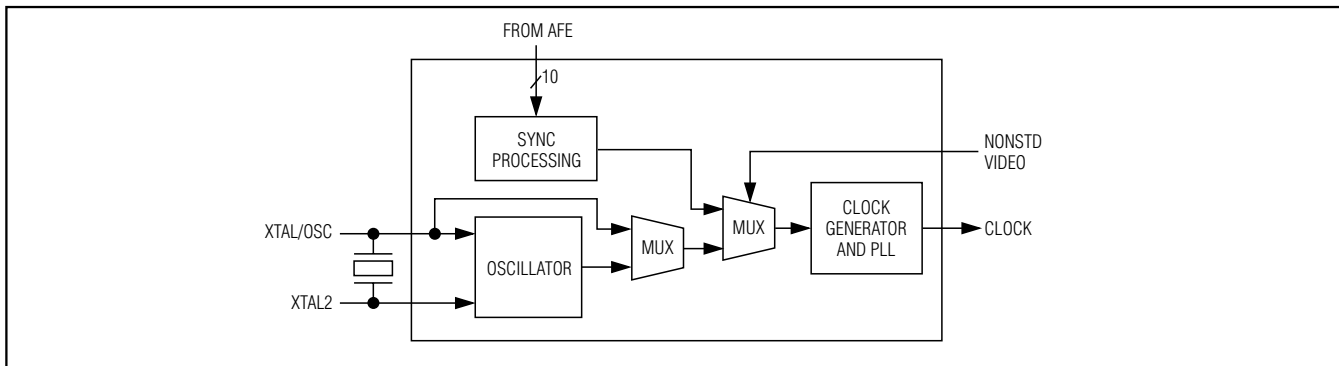 FROM AFE
10
SYNC
PROCESSING
NONSTD
VIDEO
XTAL/OSC
OSCILLATOR
MUX
MUX
CLOCK
GENERATOR
AND PLL
CLOCK
XTAL2